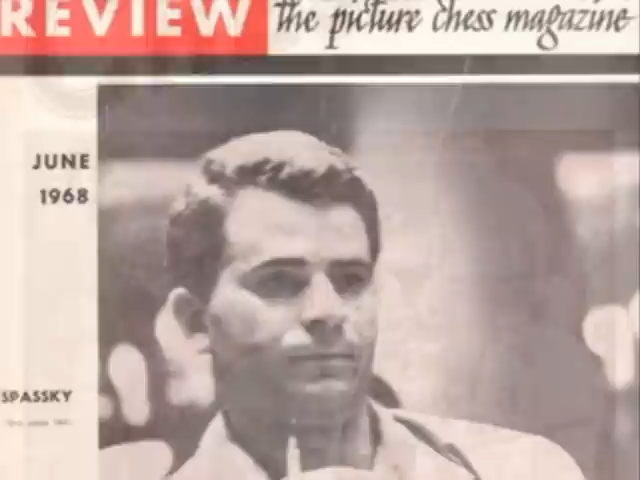 REVIEW
the picture chess magazine
JUNE
1968
SPASSKY